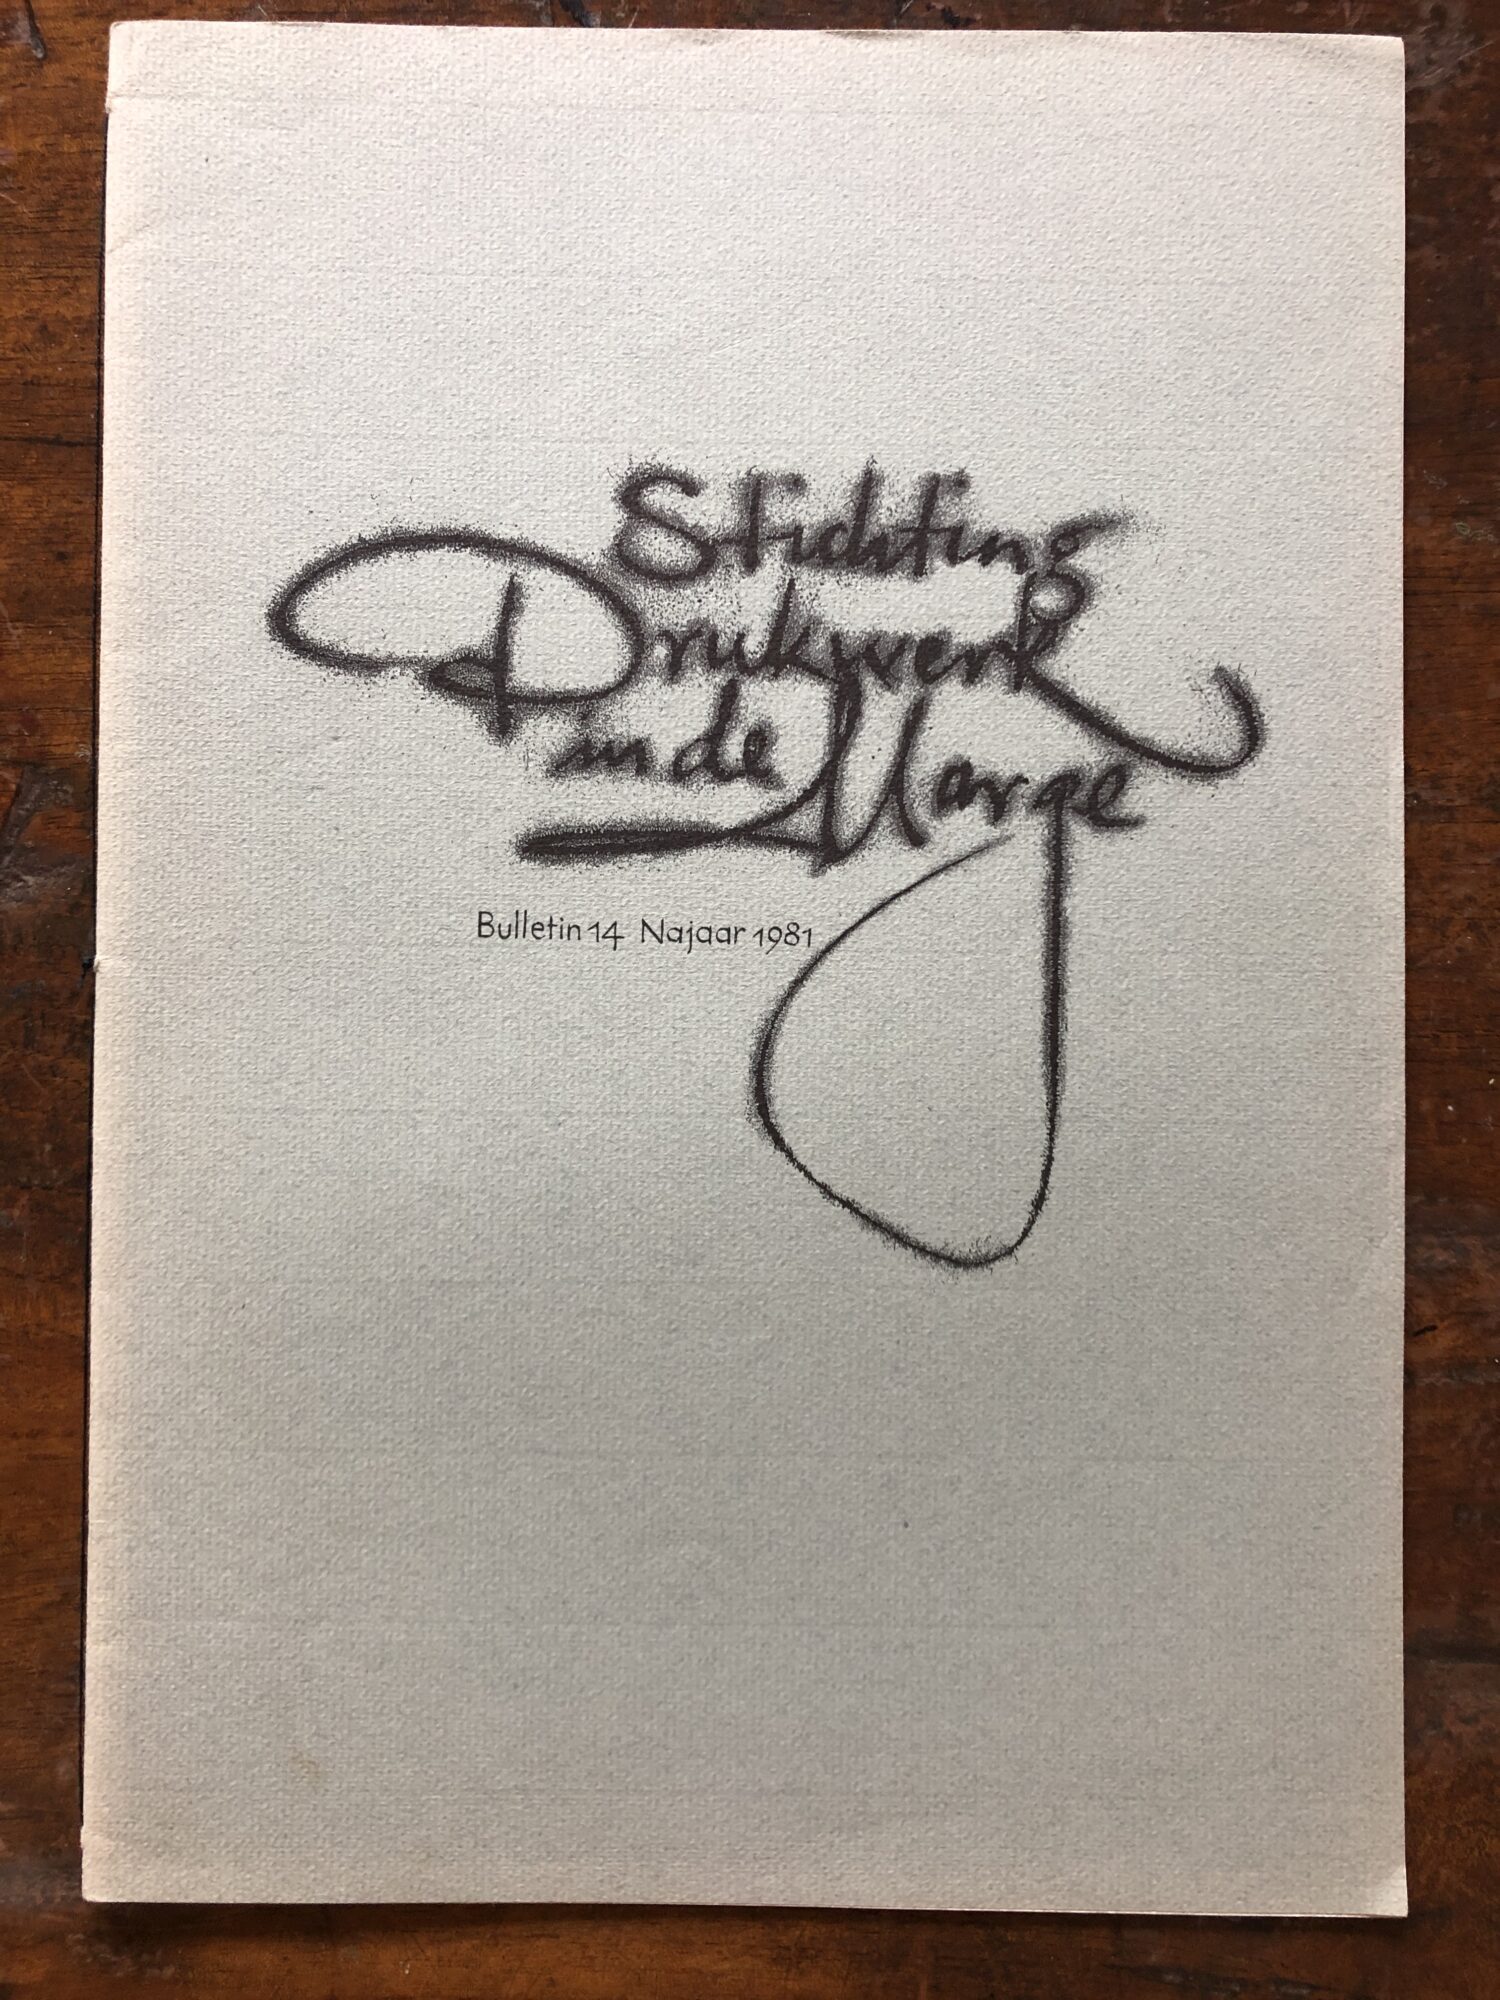 Stichting
Drukwerk
in de Marge
Bulletin 14 Najaar 1981